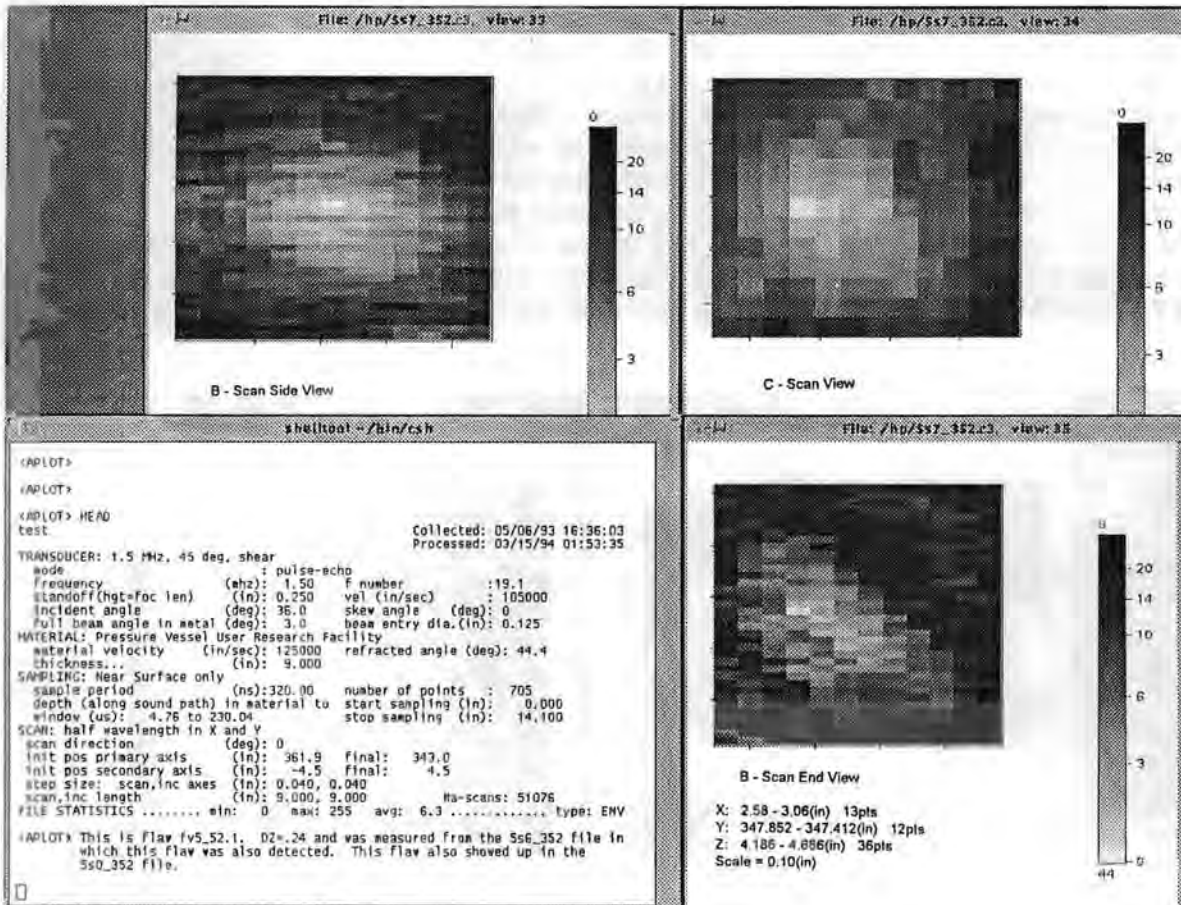 File: /hp/5s7_352.c3, view: 33
0
20
14
10
6
3
B - Scan Side View
File: /hp/5s7_352.c3, view: 34
0
20
14
10
6
3
C - Scan View
shelltool - /bin/csh
<APLOT>
<APLOT>
<APLOT> HEAD
test Collected: 05/06/93 16:36:03
Processed: 03/15/94 01:53:35
TRANSDUCER: 1.5 MHz, 45 deg, shear
mode : pulse-echo
frequency (mhz): 1.50 f number :19.1
standoff(hgt=foc len) (in): 0.250 vel (in/sec) : 105000
incident angle (deg): 36.0 skew angle (deg): 0
full beam angle in metal (deg): 3.0 beam entry dia.(in): 0.125
MATERIAL: Pressure Vessel User Research Facility
material velocity (in/sec): 125000 refracted angle (deg): 44.4
thickness... (in): 9.000
SAMPLING: Near Surface only
sample period (ns):320.00 number of points : 705
depth (along sound path) in material to start sampling (in): 0.000
window (us): 4.76 to 230.04 stop sampling (in): 14.100
SCAN: half wavelength in X and Y
scan direction (deg): 0
init pos primary axis (in): 361.9 final: 343.0
init pos secondary axis (in): -4.5 final: 4.5
step size: scan,inc axes (in): 0.040, 0.040
scan,inc length (in): 9.000, 9.000 #a-scans: 51076
FILE STATISTICS ........ min: 0 max: 255 avg: 6.3 ............. type: ENV
<APLOT> This is flaw fv5_52.1. DZ=.24 and was measured from the 5s6_352 file in
which this flaw was also detected. This flaw also showed up in the
5s0_352 file.
File: /hp/5s7_352.c3, view: 35
20
14
10
6
3
0
44
B - Scan End View
X: 2.58 - 3.06(in) 13pts
Y: 347.852 - 347.412(in) 12pts
Z: 4.186 - 4.686(in) 36pts
Scale = 0.10(in)